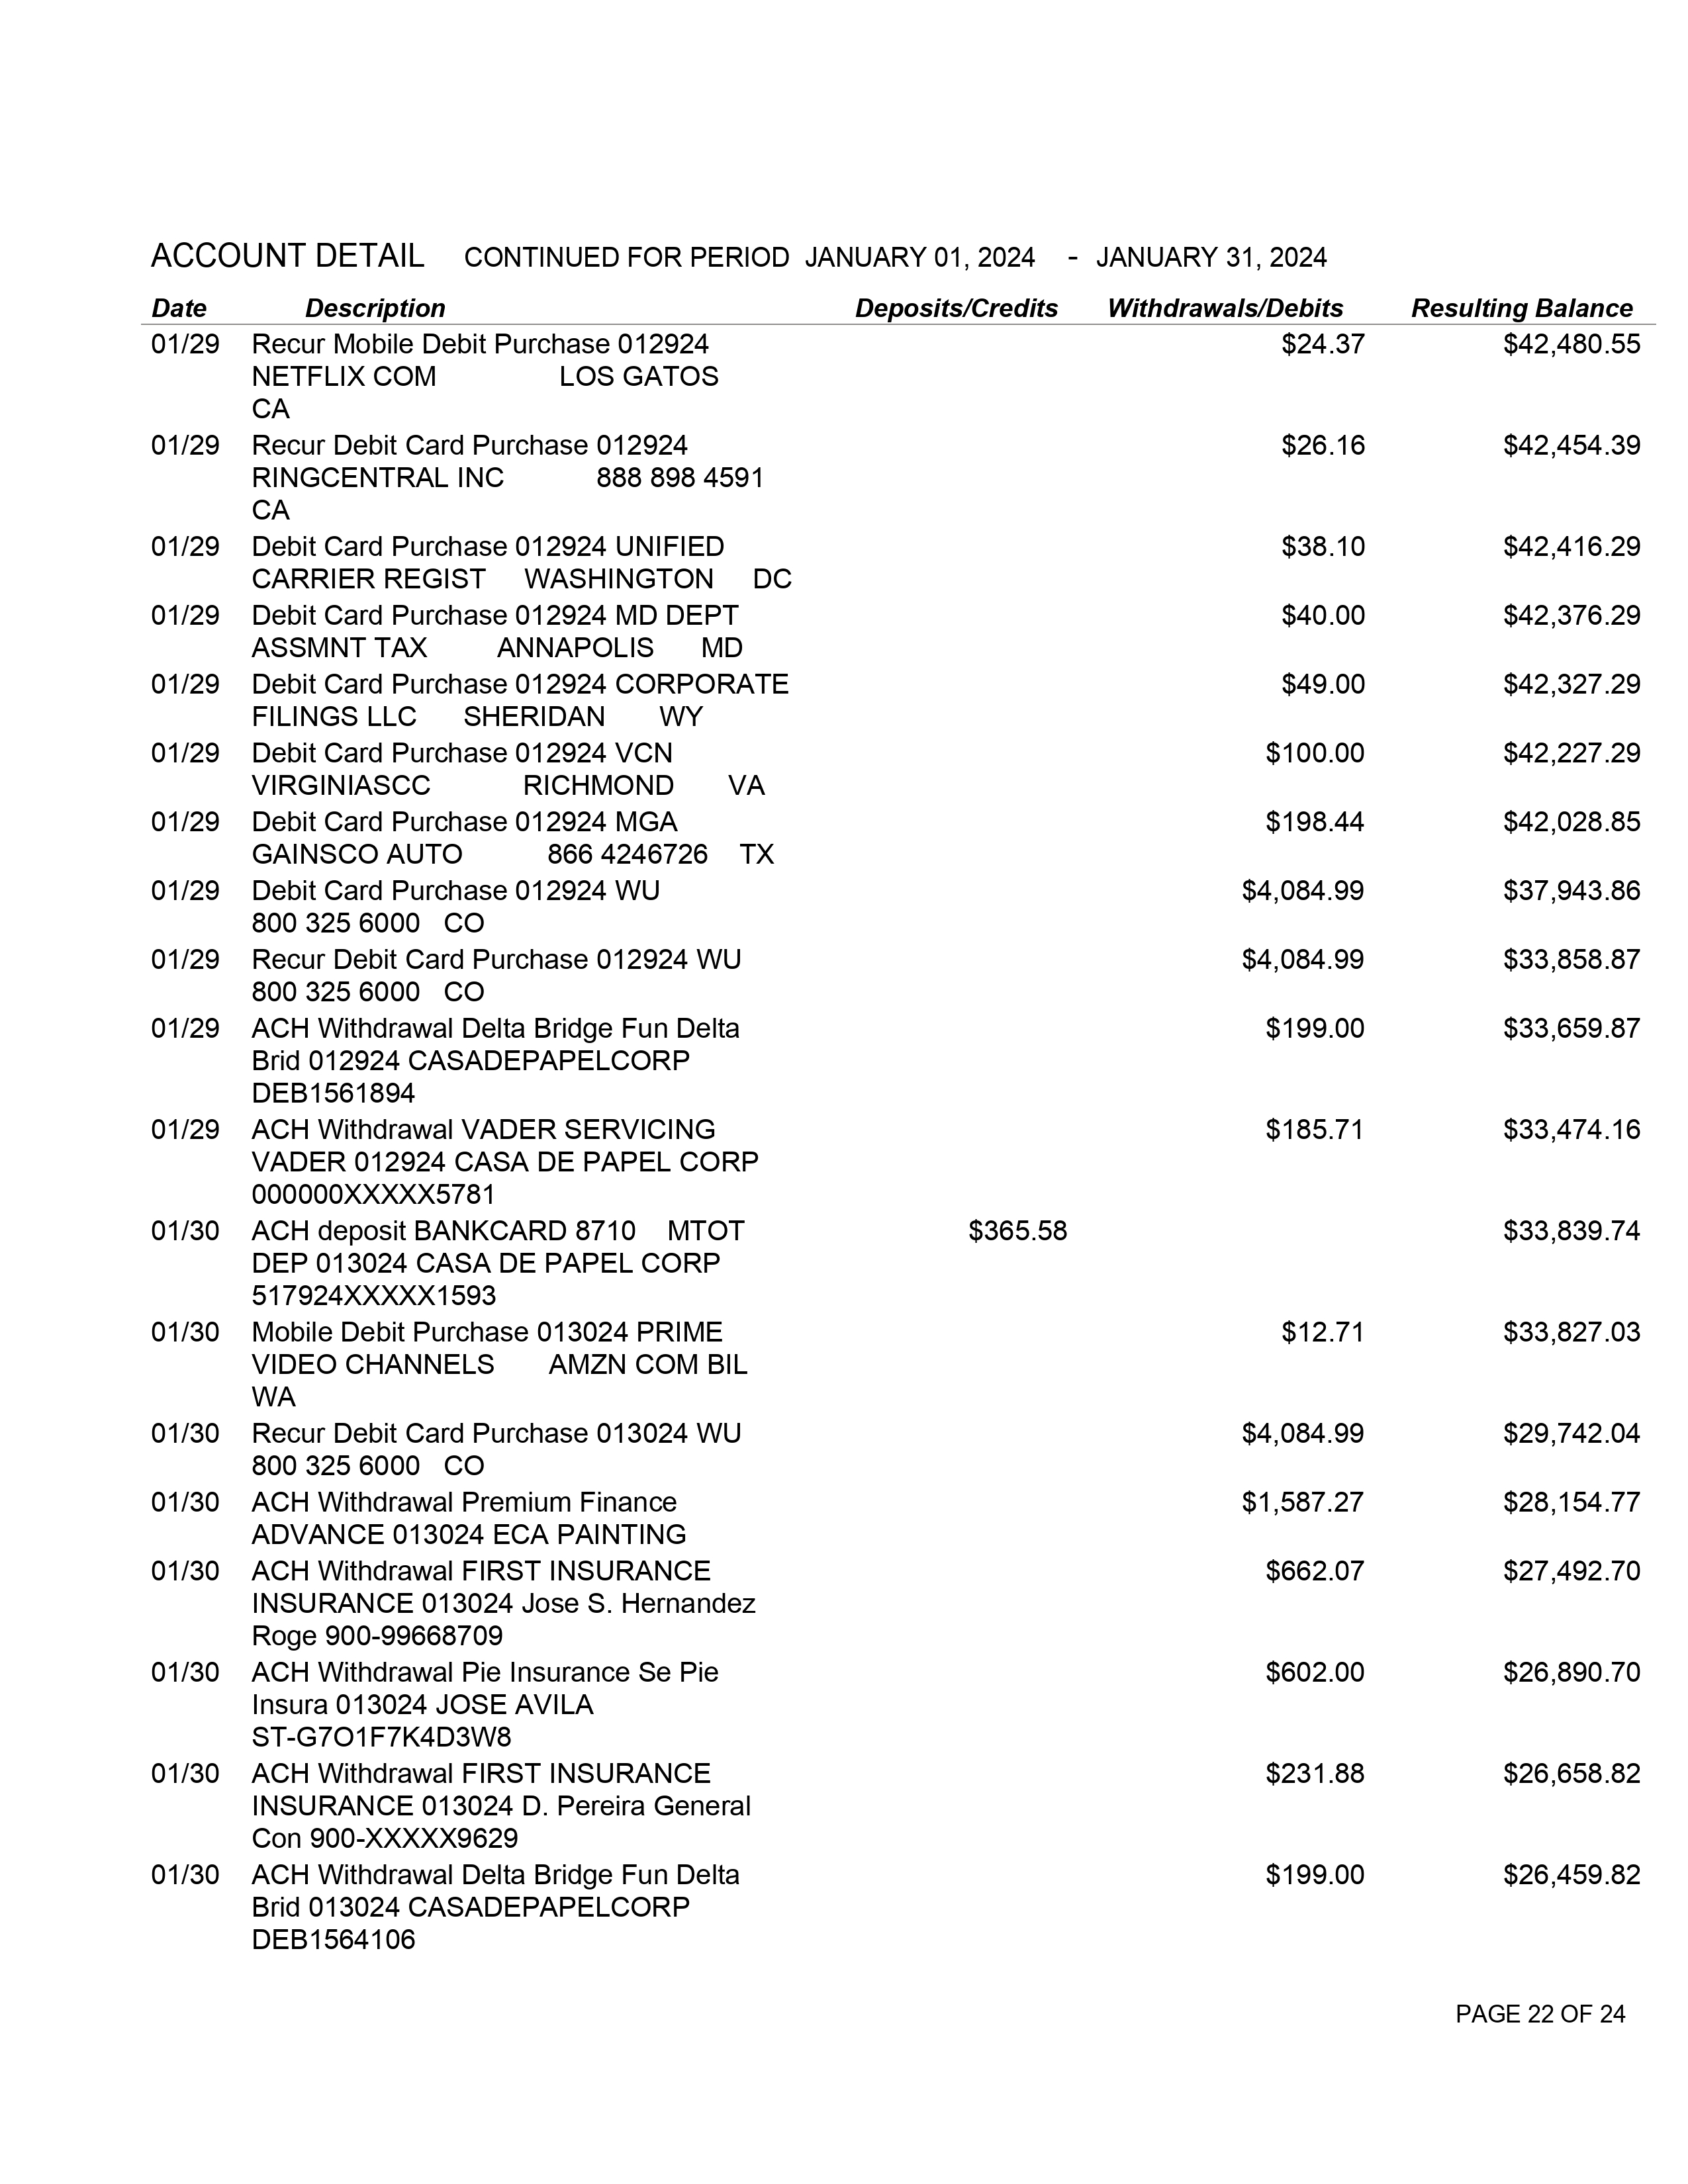 ACCOUNT DETAIL CONTINUED FOR PERIOD JANUARY 01, 2024 - JANUARY 31, 2024
Date Description Deposits/Credits Withdrawals/Debits Resulting Balance
01/29 Recur Mobile Debit Purchase 012924 $24.37 $42,480.55
NETFLIX COM LOS GATOS
CA
01/29 Recur Debit Card Purchase 012924 $26.16 $42,454.39
RINGCENTRAL INC 888 898 4591
CA
01/29 Debit Card Purchase 012924 UNIFIED $38.10 $42,416.29
CARRIER REGIST WASHINGTON DC
01/29 Debit Card Purchase 012924 MD DEPT $40.00 $42,376.29
ASSMNT TAX ANNAPOLIS MD
01/29 Debit Card Purchase 012924 CORPORATE $49.00 $42,327.29
FILINGS LLC SHERIDAN WY
01/29 Debit Card Purchase 012924 VCN $100.00 $42,227.29
VIRGINIASCC RICHMOND VA
01/29 Debit Card Purchase 012924 MGA $198.44 $42,028.85
GAINSCO AUTO 866 4246726 TX
01/29 Debit Card Purchase 012924 WU $4,084.99 $37,943.86
800 325 6000 CO
01/29 Recur Debit Card Purchase 012924 WU $4,084.99 $33,858.87
800 325 6000 CO
01/29 ACH Withdrawal Delta Bridge Fun Delta $199.00 $33,659.87
Brid 012924 CASADEPAPELCORP
DEB1561894
01/29 ACH Withdrawal VADER SERVICING $185.71 $33,474.16
VADER 012924 CASA DE PAPEL CORP
000000XXXXX5781
01/30 ACH deposit BANKCARD 8710 MTOT $365.58 $33,839.74
DEP 013024 CASA DE PAPEL CORP
517924XXXXX1593
01/30 Mobile Debit Purchase 013024 PRIME $12.71 $33,827.03
VIDEO CHANNELS AMZN COM BIL
WA
01/30 Recur Debit Card Purchase 013024 WU $4,084.99 $29,742.04
800 325 6000 CO
01/30 ACH Withdrawal Premium Finance $1,587.27 $28,154.77
ADVANCE 013024 ECA PAINTING
01/30 ACH Withdrawal FIRST INSURANCE $662.07 $27,492.70
INSURANCE 013024 Jose S. Hernandez
Roge 900-99668709
01/30 ACH Withdrawal Pie Insurance Se Pie $602.00 $26,890.70
Insura 013024 JOSE AVILA
ST-G7O1F7K4D3W8
01/30 ACH Withdrawal FIRST INSURANCE $231.88 $26,658.82
INSURANCE 013024 D. Pereira General
Con 900-XXXXX9629
01/30 ACH Withdrawal Delta Bridge Fun Delta $199.00 $26,459.82
Brid 013024 CASADEPAPELCORP
DEB1564106
PAGE 22 OF 24